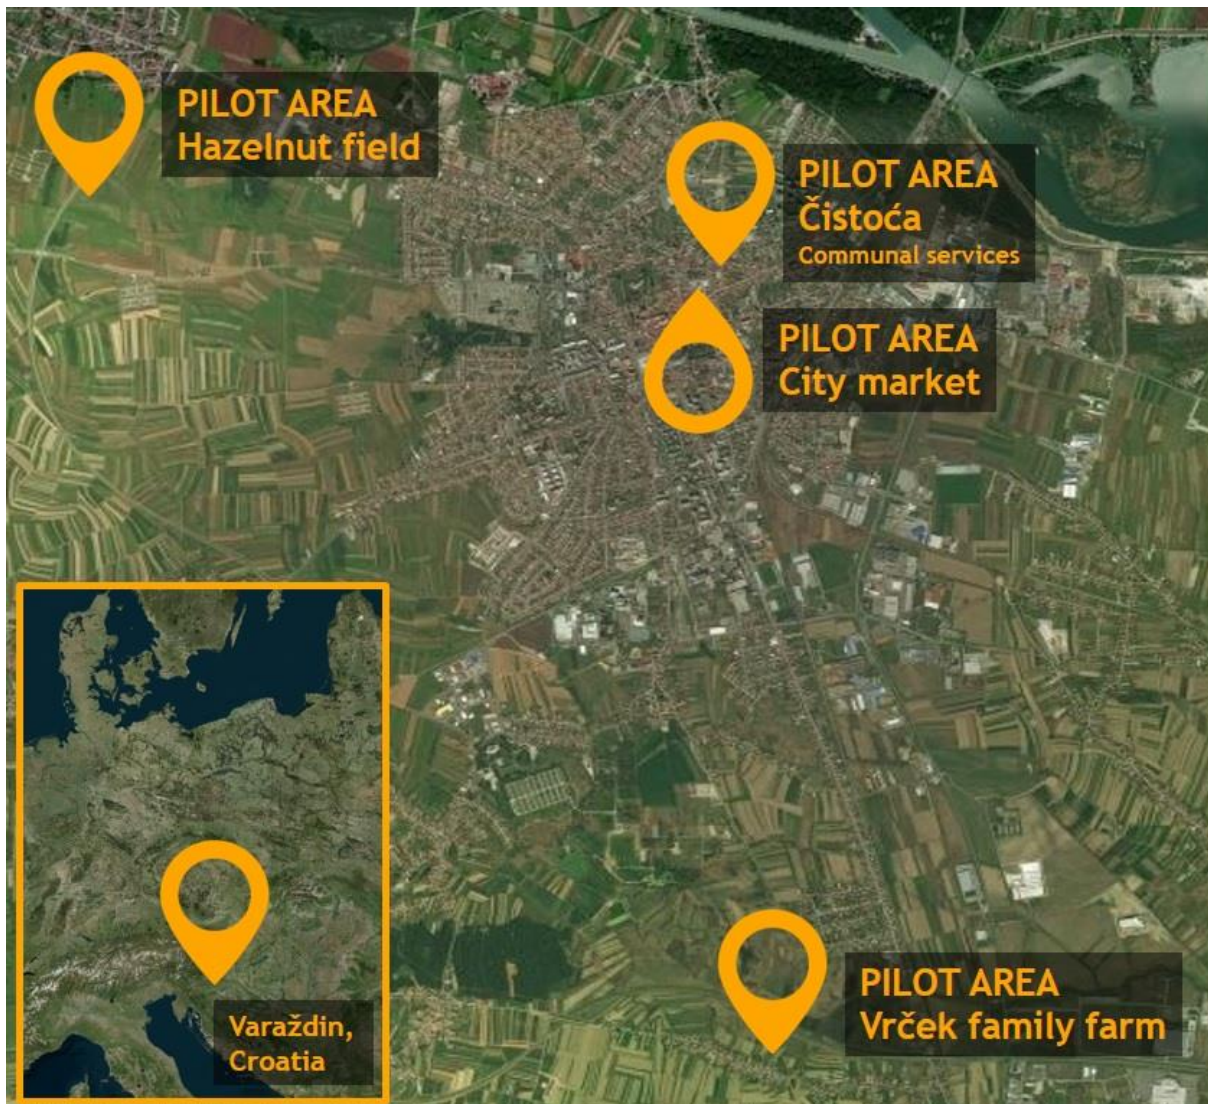 PILOT AREA
Hazelnut field
PILOT AREA
Čistoća
Communal services
PILOT AREA
City market
Varaždin,
Croatia
PILOT AREA
Vrček family farm